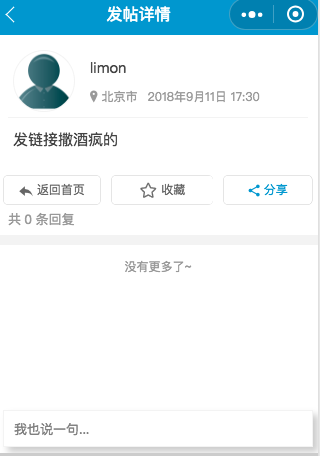 发帖详情
limon
北京市 2018年9月11日 17:30
发链接撒酒疯的
返回首页 收藏 分享
共 0 条回复
没有更多了~
我也说一句...